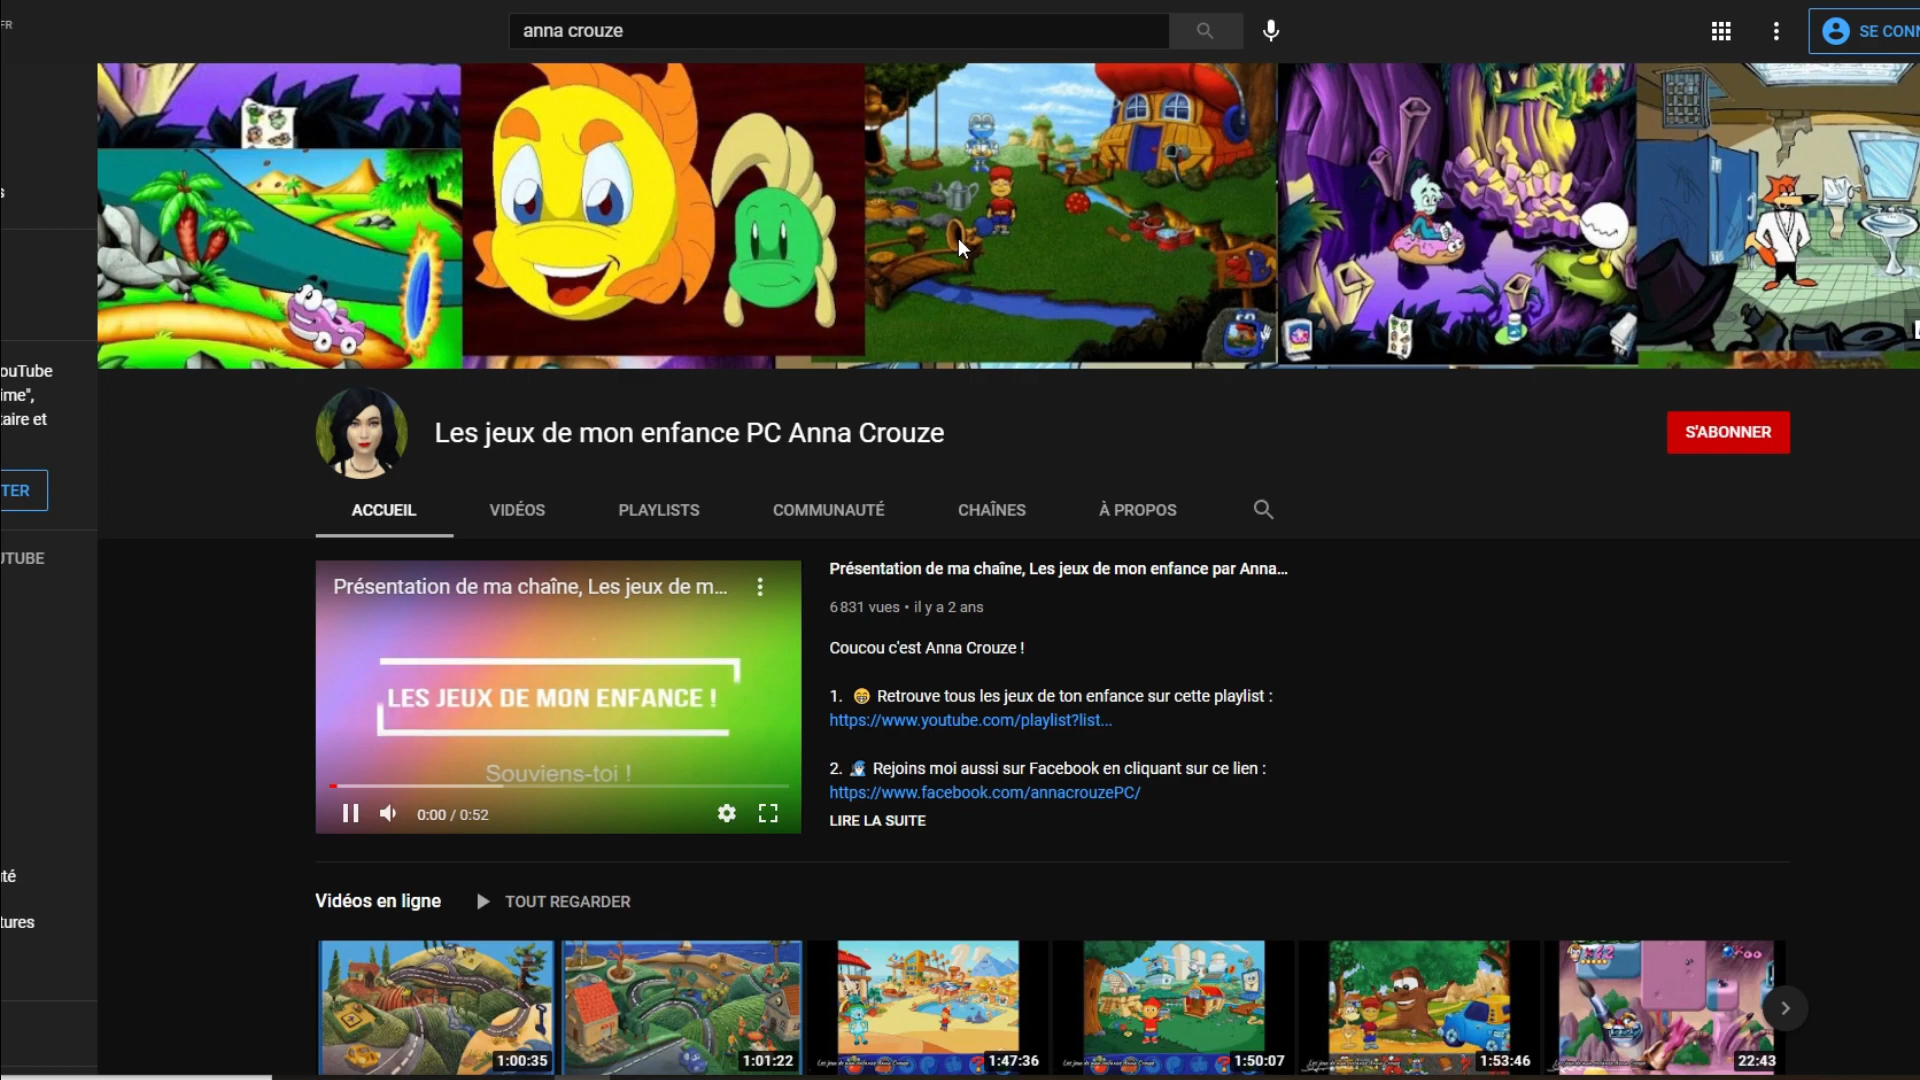 FR
anna crouze
SE CONN
ouTube
ime",
taire et
TER
UTUBE
té
tures
Les jeux de mon enfance PC Anna Crouze
S'ABONNER
ACCUEIL
VIDÉOS
PLAYLISTS
COMMUNAUTÉ
CHAÎNES
À PROPOS
Présentation de ma chaîne, Les jeux de m...
LES JEUX DE MON ENFANCE !
Souviens-toi !
0:00 / 0:52
Présentation de ma chaîne, Les jeux de mon enfance par Anna...
6 831 vues • il y a 2 ans
Coucou c'est Anna Crouze !
1. 😁 Retrouve tous les jeux de ton enfance sur cette playlist :
https://www.youtube.com/playlist?list...
2. Rejoins moi aussi sur Facebook en cliquant sur ce lien :
https://www.facebook.com/annacrouzePC/
LIRE LA SUITE
Vidéos en ligne
TOUT REGARDER
1:00:35
1:01:22
1:47:36
1:50:07
1:53:46
22:43